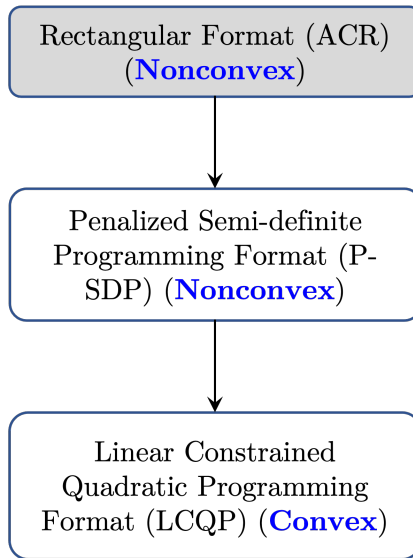 Rectangular Format (ACR)
(Nonconvex)
Penalized Semi-definite
Programming Format (P-
SDP) (Nonconvex)
Linear Constrained
Quadratic Programming
Format (LCQP) (Convex)